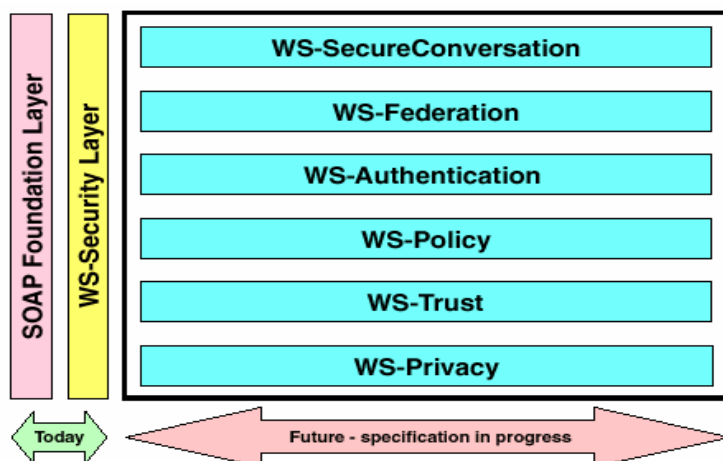 SOAP Foundation Layer
WS-Security Layer
WS-SecureConversation
WS-Federation
WS-Authentication
WS-Policy
WS-Trust
WS-Privacy
Today
Future - specification in progress